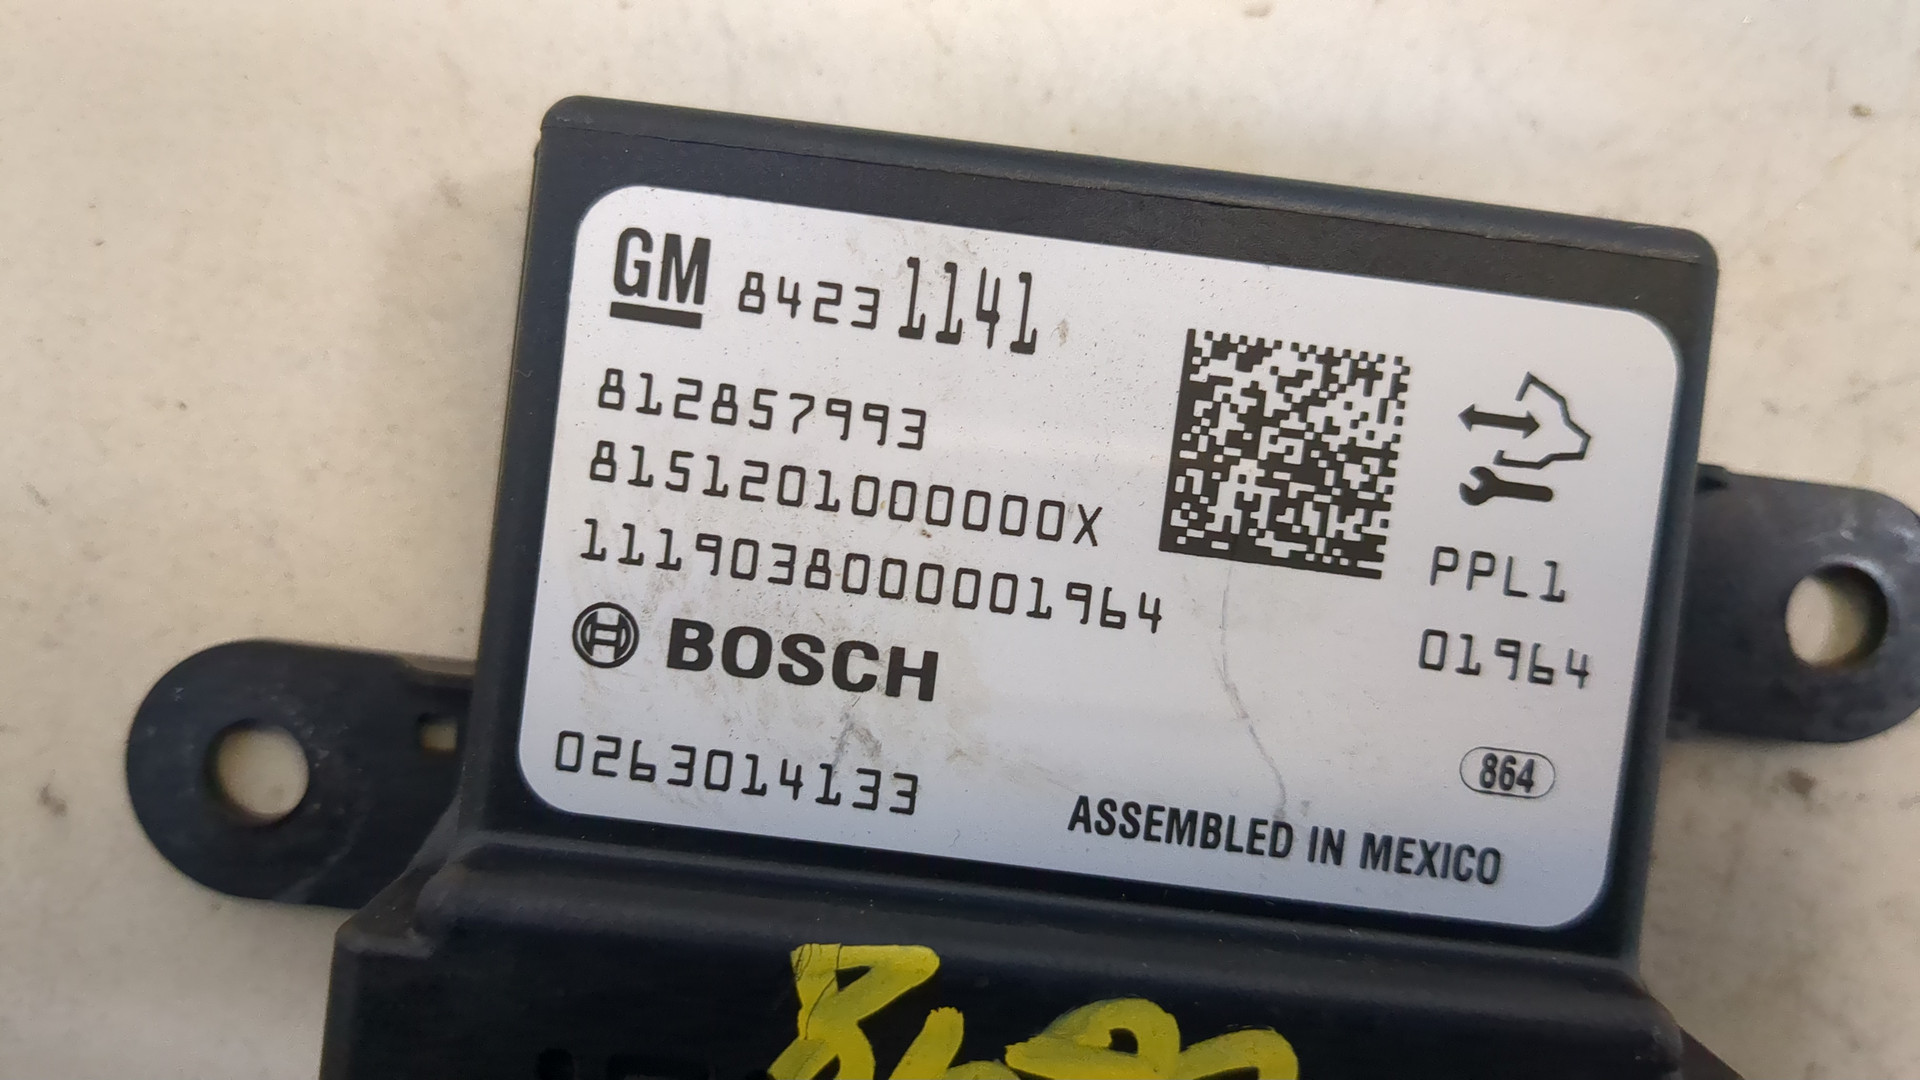 GM 84231141
812857993
8151201000000X
1119038000001964
PPL1
01964
BOSCH
0263014133
864
ASSEMBLED IN MEXICO